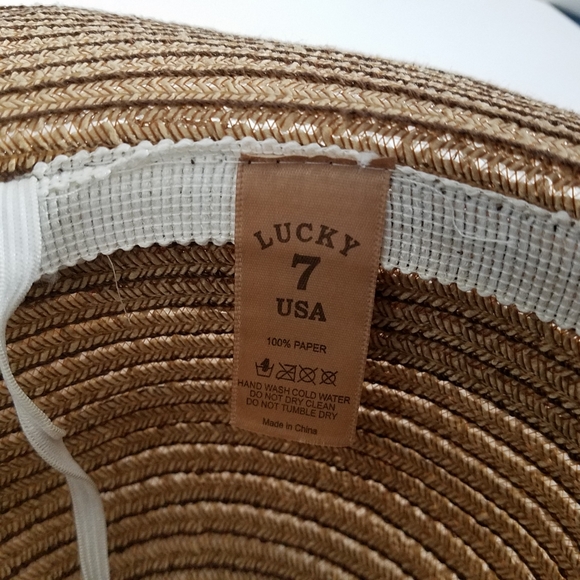 LUCKY
7
USA
100% PAPER
HAND WASH COLD WATER
DO NOT DRY CLEAN
DO NOT TUMBLE DRY
Made in China